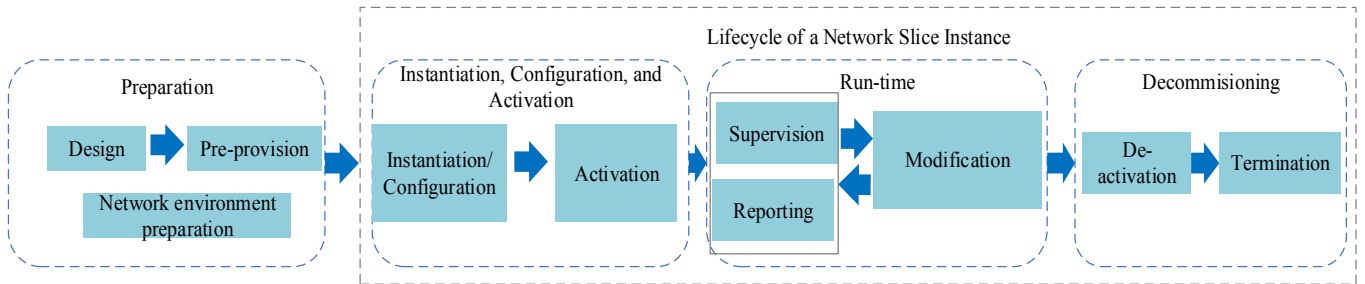 Lifecycle of a Network Slice Instance
Preparation
Design
Pre-provision
Network environment
preparation
Instantiation, Configuration, and
Activation
Instantiation/
Configuration
Activation
Run-time
Supervision
Reporting
Modification
Decommisioning
De-
activation
Termination